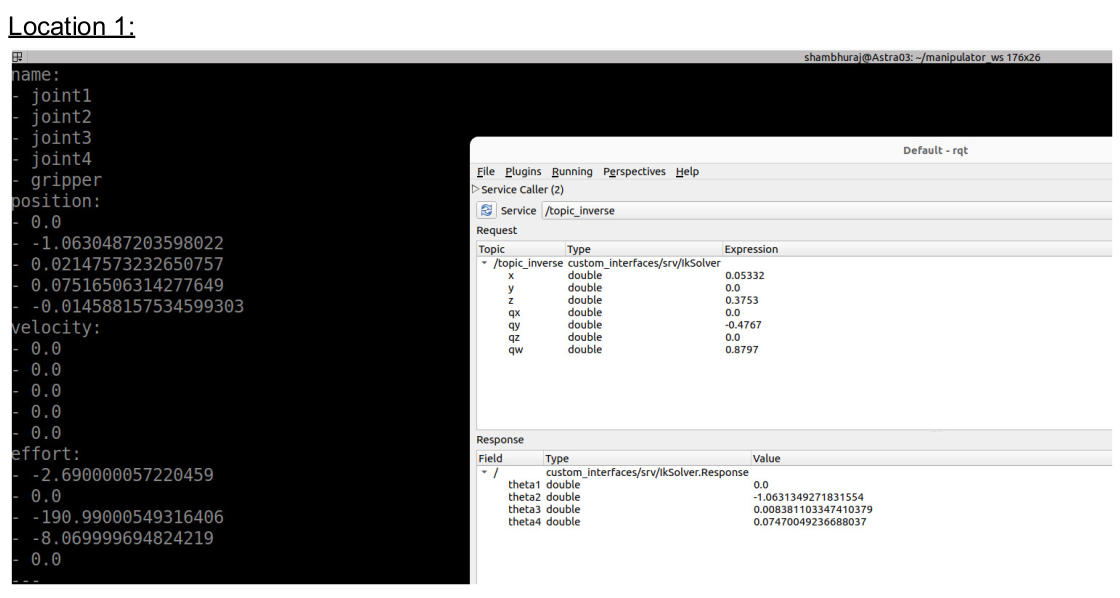 Location 1:
shambhuraj@Astra03: ~/manipulator_ws 176x26
name:
- joint1
- joint2
- joint3
- joint4
- gripper
position:
- 0.0
- -1.0630487203598022
- 0.02147573232650757
- 0.07516506314277649
- -0.014588157534599303
velocity:
- 0.0
- 0.0
- 0.0
- 0.0
- 0.0
effort:
- -2.690000057220459
- 0.0
- -190.99000549316406
- -8.069999694824219
- 0.0
---
Default - rqt
File Plugins Running Perspectives Help
Service Caller (2)
Service /topic_inverse
Request
Topic Type Expression
/topic_inverse custom_interfaces/srv/IkSolver
x double 0.05332
y double 0.0
z double 0.3753
qx double 0.0
qy double -0.4767
qz double 0.0
qw double 0.8797
Response
Field Type Value
/ custom_interfaces/srv/IkSolver.Response
theta1 double 0.0
theta2 double -1.0631349271831554
theta3 double 0.008381103347410379
theta4 double 0.07470049236688037